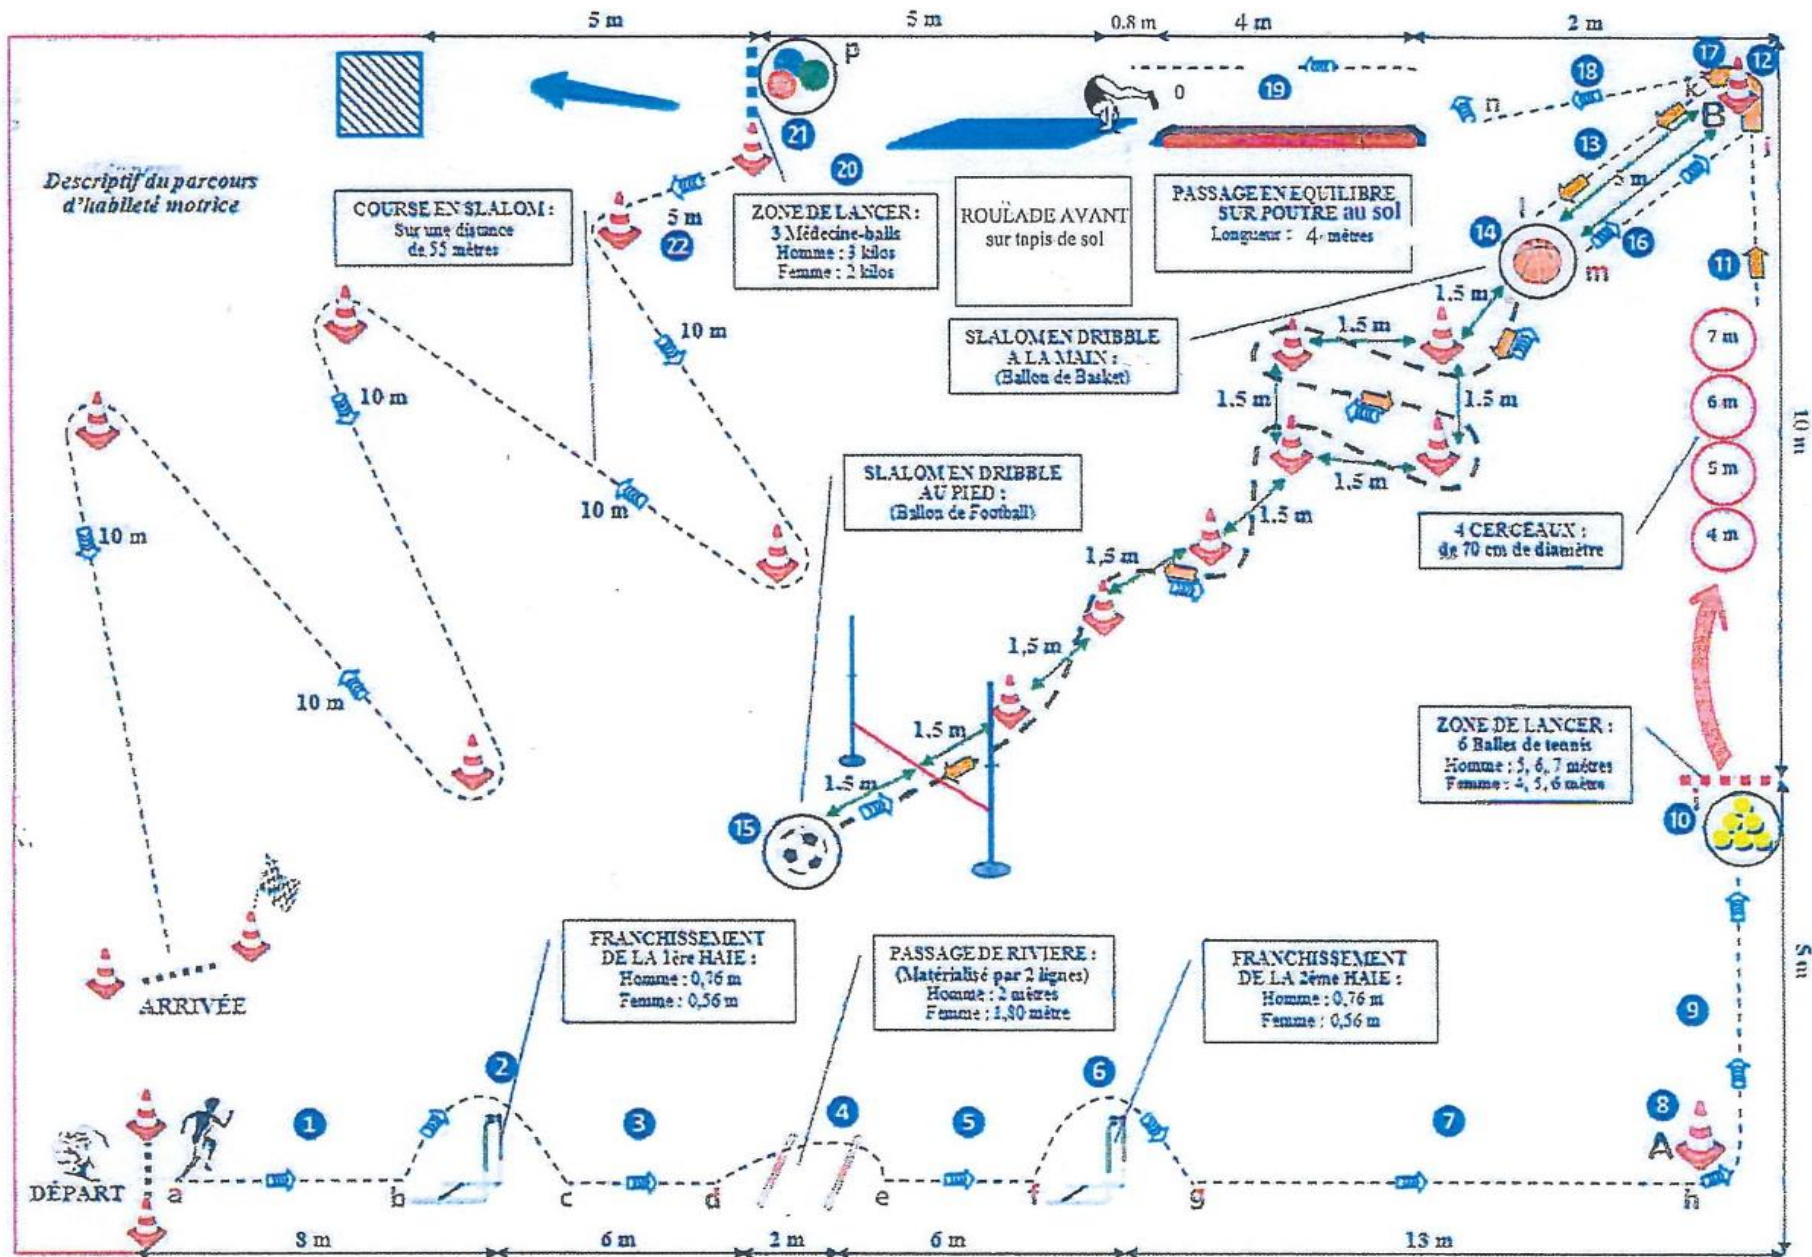 5 m
5 m
0.8 m
4 m
2 m
Descriptif du parcours
d'habileté motrice
p
21
20
5 m
22
o
19
n
18
17
12
k
B
j
13
5 m
l
14
16
m
11
COURSE EN SLALOM :
Sur une distance
de 55 mètres
ZONE DE LANCER :
3 Médecine-balls
Homme : 3 kilos
Femme : 2 kilos
ROULADE AVANT
sur tapis de sol
PASSAGE EN EQUILIBRE
SUR POUTRE au sol
Longueur : 4 mètres
SLALOM EN DRIBBLE
A LA MAIN :
(Ballon de Basket)
1.5 m
1.5 m
1.5 m
1.5 m
1.5 m
1.5 m
1.5 m
1,5 m
1.5 m
1.5 m
10 m
10 m
10 m
10 m
10 m
7 m
6 m
5 m
4 m
10 m
SLALOM EN DRIBBLE
AU PIED :
(Ballon de Football)
4 CERCEAUX :
de 70 cm de diamètre
ZONE DE LANCER :
6 Balles de tennis
Homme : 5, 6, 7 mètres
Femme : 4, 5, 6 mètre
i
10
15
5 m
ARRIVÉE
FRANCHISSEMENT
DE LA 1ère HAIE :
Homme : 0,76 m
Femme : 0,56 m
PASSAGE DE RIVIERE :
(Matérialisé par 2 lignes)
Homme : 2 mètres
Femme : 1,80 mètre
FRANCHISSEMENT
DE LA 2ème HAIE :
Homme : 0,76 m
Femme : 0,56 m
9
1
2
3
4
5
6
7
8
A
DÉPART
a
b
c
d
e
f
g
h
8 m
6 m
2 m
6 m
13 m